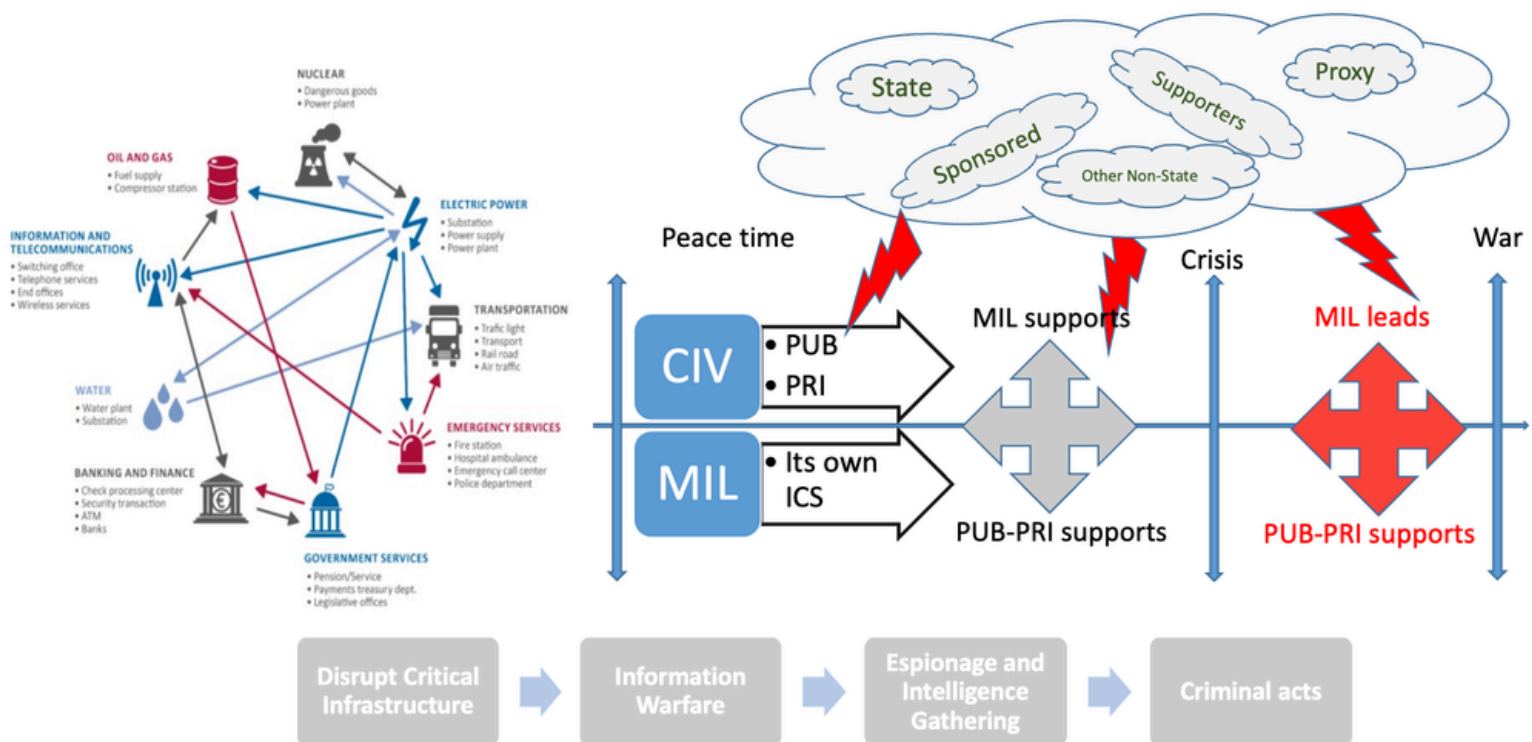 NUCLEAR
• Dangerous goods
• Power plant
OIL AND GAS
• Fuel supply
• Compressor station
ELECTRIC POWER
• Substation
• Power supply
• Power plant
INFORMATION AND
TELECOMMUNICATIONS
• Switching office
• Telephone services
• End offices
• Wireless services
TRANSPORTATION
• Trafic light
• Transport
• Rail road
• Air traffic
WATER
• Water plant
• Substation
EMERGENCY SERVICES
• Fire station
• Hospital ambulance
• Emergency call center
• Police department
BANKING AND FINANCE
• Check processing center
• Security transaction
• ATM
• Banks
€
GOVERNMENT SERVICES
• Pension/Service
• Payments treasury dept.
• Legislative offices
State
Sponsored
Supporters
Proxy
Other Non-State
Peace time
Crisis
War
CIV
• PUB
• PRI
MIL
• Its own
ICS
MIL supports
PUB-PRI supports
MIL leads
PUB-PRI supports
Disrupt Critical
Infrastructure
Information
Warfare
Espionage and
Intelligence
Gathering
Criminal acts